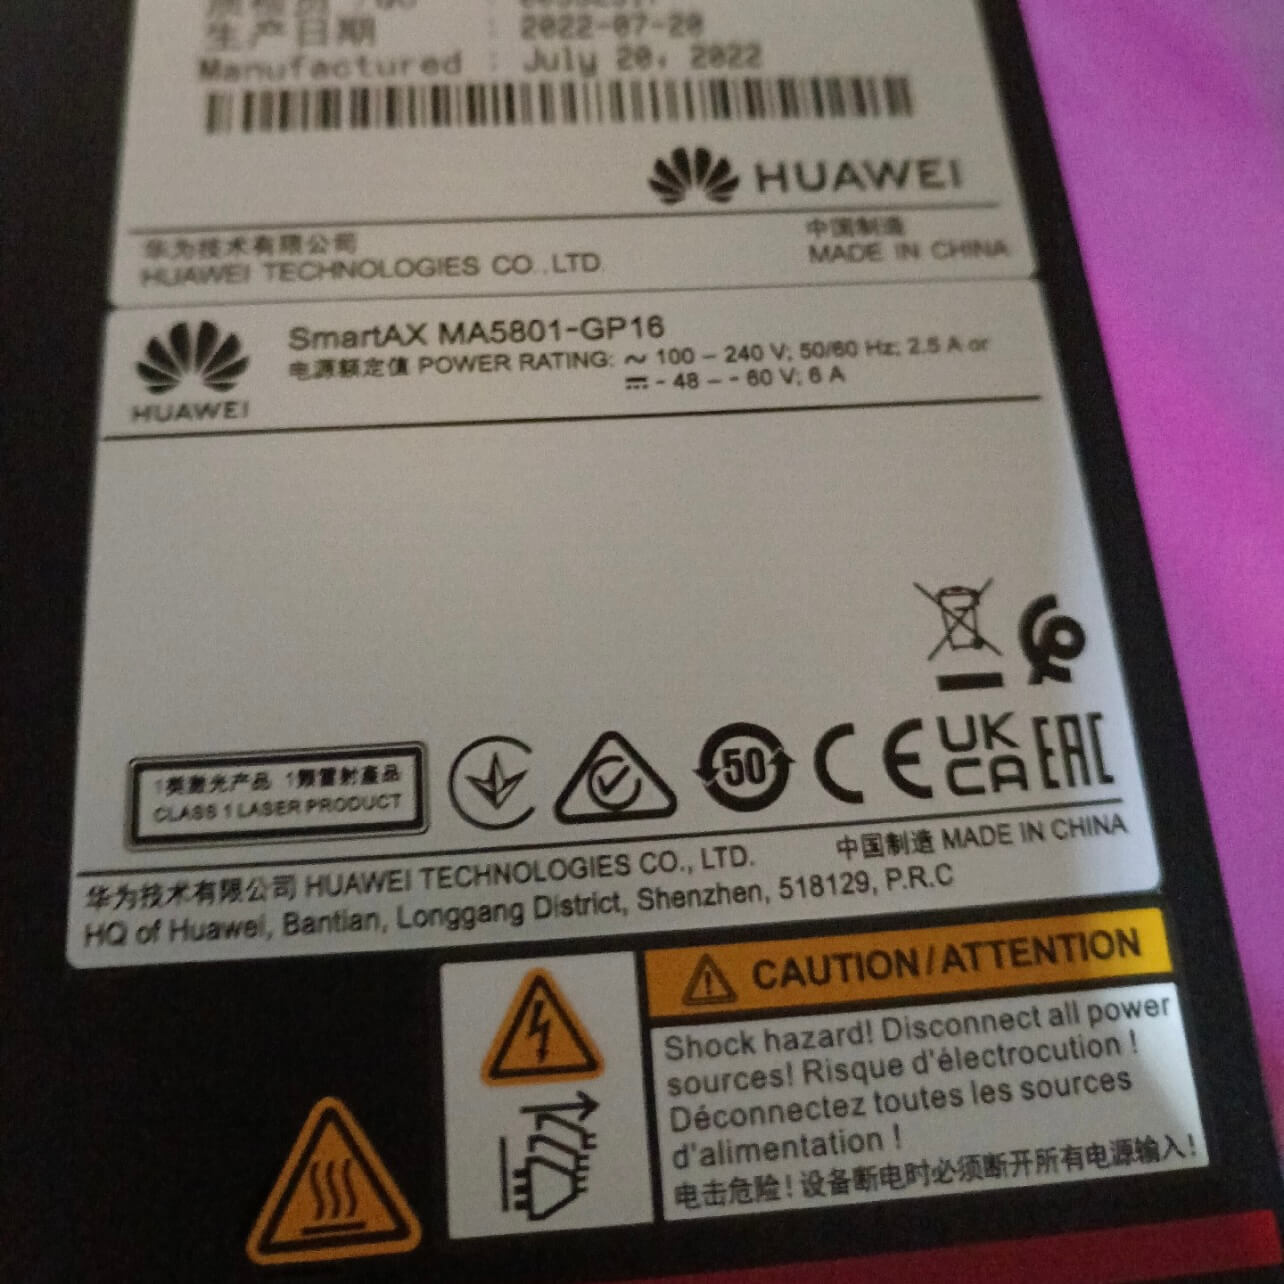 生产日期 : 2022-07-20
Manufactured : July 20, 2022
HUAWEI
华为技术有限公司 中国制造
HUAWEI TECHNOLOGIES CO.,LTD. MADE IN CHINA
SmartAX MA5801-GP16
电源额定值 POWER RATING: ~ 100 – 240 V; 50/60 Hz; 2.5 A or
⎓ - 48 – - 60 V; 6 A
HUAWEI
1类激光产品 1類雷射產品
CLASS 1 LASER PRODUCT
50
CE
UK
CA
EAC
华为技术有限公司 HUAWEI TECHNOLOGIES CO., LTD. 中国制造 MADE IN CHINA
HQ of Huawei, Bantian, Longgang District, Shenzhen, 518129, P.R.C
CAUTION/ATTENTION
Shock hazard! Disconnect all power
sources! Risque d'électrocution !
Déconnectez toutes les sources
d'alimentation !
电击危险！设备断电时必须断开所有电源输入！